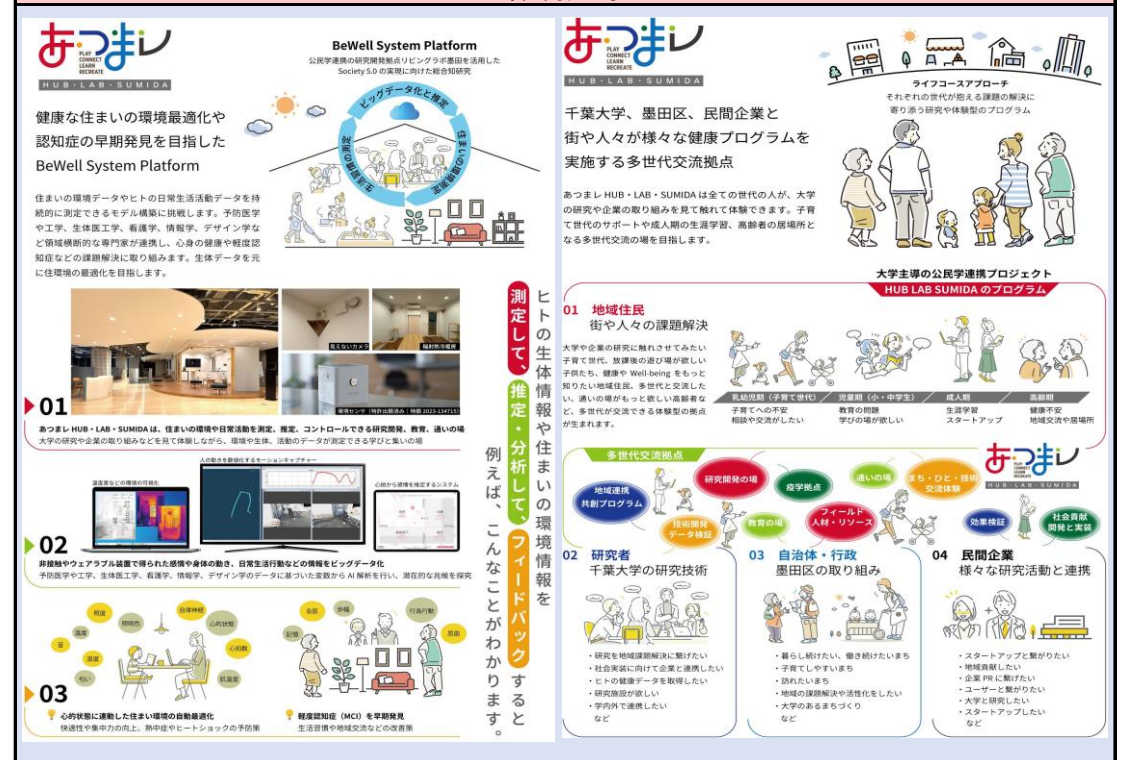 あつまレ
PLAY
CONNECT
LEARN
RECREATE
HUB・LAB・SUMIDA
健康な住まいの環境最適化や
認知症の早期発見を目指した
BeWell System Platform
住まいの環境データやヒトの日常生活活動データを持
続的に測定できるモデル構築に挑戦します。予防医学
や工学、生体医工学、看護学、情報学、デザイン学な
ど領域横断的な専門家が連携し、心身の健康や軽度認
知症などの課題解決に取り組みます。生体データを元
に住環境の最適化を目指します。
BeWell System Platform
公民学連携の研究開発拠点リビングラボ墨田を活用した
Society 5.0 の実現に向けた総合知研究
ビッグデータ化と推定
住まいの環境測定
生活習慣の測定
見えないカメラ
輻射熱冷暖房
環境センサ（特許出願済み：特願 2023-134715）
01
あつまレ HUB・LAB・SUMIDA は、住まいの環境や日常活動を測定、推定、コントロールできる研究開発、教育、通いの場
大学の研究や企業の取り組みなどを見て体験しながら、環境や生体、活動のデータが測定できる学びと集いの場
人の動きを数値化するモーションキャプチャー
温湿度などの環境の可視化
心拍から感情を推定するシステム
02
非接触やウェアラブル装置で得られた感情や身体の動き、日常生活行動などの情報をビッグデータ化
予防医学や工学、生体医工学、看護学、情報学、デザイン学のデータに基づいた変数から AI 解析を行い、潜在的な兆候を探究
照度
照明色
自律神経
心的状態
温度
音
湿度
心拍数
匂い
肌温度
会話
歩幅
行為行動
記憶
屈曲
03
心的状態に連動した住まい環境の自動最適化
快適性や集中力の向上、熱中症やヒートショックの予防策
軽度認知症（MCI）を早期発見
生活習慣や地域交流などの改善策
ヒトの生体情報や住まいの環境情報を
測定して、推定・分析して、フィードバックすると
例えば、こんなことがわかります。
あつまレ
PLAY
CONNECT
LEARN
RECREATE
HUB・LAB・SUMIDA
千葉大学、墨田区、民間企業と
街や人々が様々な健康プログラムを
実施する多世代交流拠点
あつまレ HUB・LAB・SUMIDA は全ての世代の人が、大学
の研究や企業の取り組みを見て触れて体験できます。子育
て世代のサポートや成人期の生涯学習、高齢者の居場所と
なる多世代交流の場を目指します。
ライフコースアプローチ
それぞれの世代が抱える課題の解決に
寄り添う研究や体験型のプログラム
大学主導の公民学連携プロジェクト
HUB LAB SUMIDA のプログラム
01 地域住民
街や人々の課題解決
大学や企業の研究に触れさせてみたい
子育て世代、放課後の遊び場が欲しい
子供たち、健康や Well-being をもっと
知りたい地域住民、多世代と交流した
い、通いの場がもっと欲しい高齢者な
ど、多世代が交流できる体験型の拠点
が生まれます。
乳幼児期（子育て世代）
児童期（小・中学生）
成人期
高齢期
子育てへの不安
相談や交流がしたい
教育の問題
学びの場が欲しい
生涯学習
スタートアップ
健康不安
地域交流や居場所
多世代交流拠点
あつまレ
PLAY
CONNECT
LEARN
RECREATE
HUB・LAB・SUMIDA
地域連携
共創プログラム
研究開発の場
疫学拠点
通いの場
まち・ひと・技術
交流体験
技術開発
データ検証
教育の場
フィールド
人材・リソース
効果検証
社会貢献
開発と実装
02 研究者
千葉大学の研究技術
・研究を地域課題解決に繋げたい
・社会実装に向けて企業と連携したい
・ヒトの健康データを取得したい
・研究施設が欲しい
・学内外で連携したい
など
03 自治体・行政
墨田区の取り組み
・暮らし続けたい、働き続けたいまち
・子育てしやすいまち
・訪れたいまち
・地域の課題解決や活性化をしたい
・大学のあるまちづくり
など
04 民間企業
様々な研究活動と連携
・スタートアップと繋がりたい
・地域貢献したい
・企業 PR に繋げたい
・ユーザーと繋がりたい
・大学と研究したい
・スタートアップしたい
など